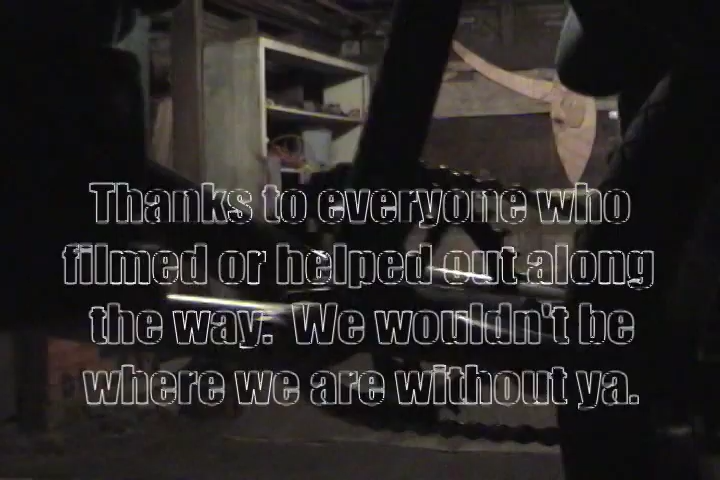 Thanks to everyone who
filmed or helped out along
the way.  We wouldn't be
where we are without ya.